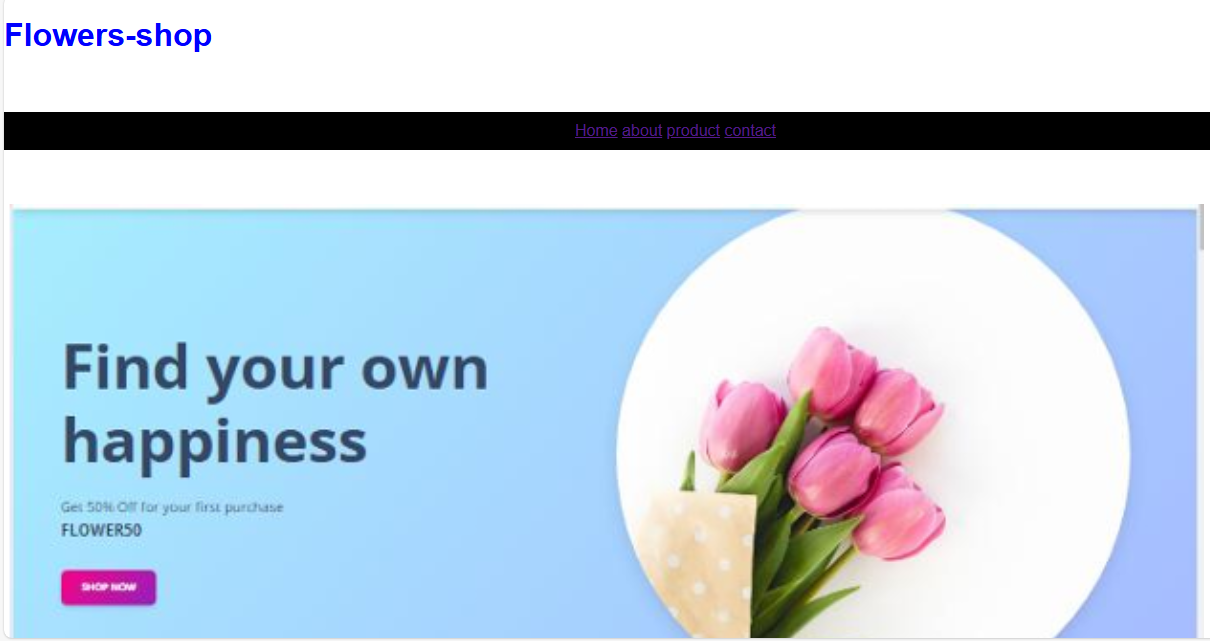 Flowers-shop
Home about product contact
Find your own
happiness
Get 50% Off for your first purchase
FLOWER50
SHOP NOW